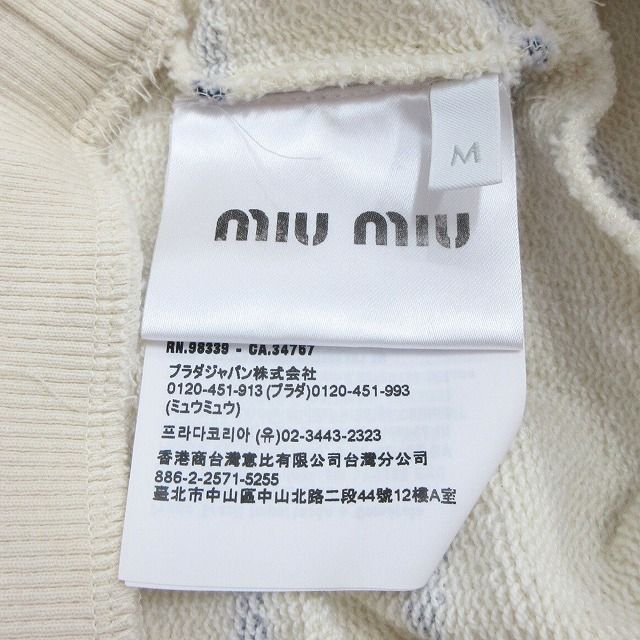 M
miu miu
RN.98339 - CA.34767
プラダジャパン株式会社
0120-451-913 (プラダ)0120-451-993
(ミュウミュウ)
프라다코리아 (유)02-3443-2323
香港商台灣意比有限公司台灣分公司
886-2-2571-5255
臺北市中山區中山北路二段44號12樓A室